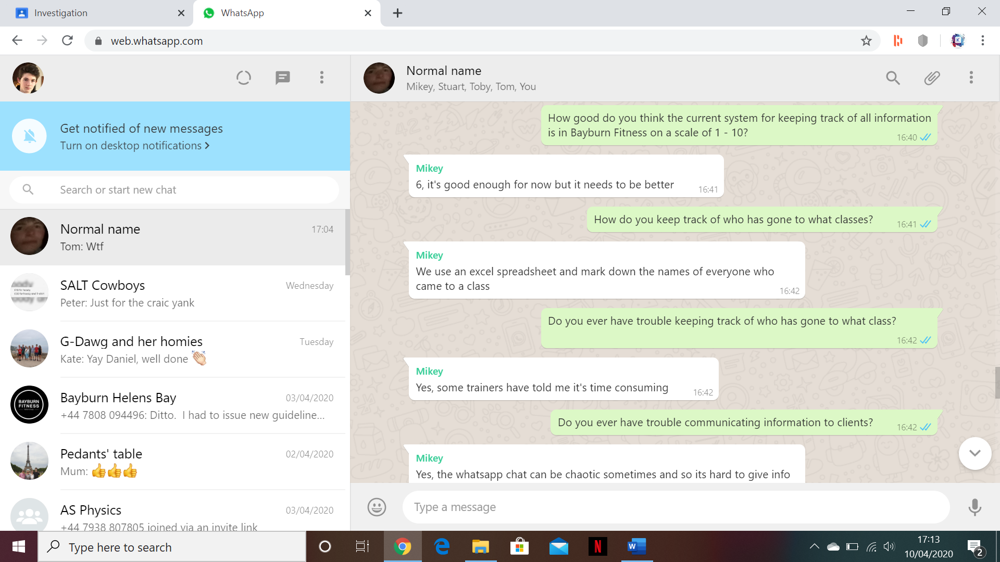 Investigation
WhatsApp
web.whatsapp.com
Get notified of new messages
Turn on desktop notifications
Search or start new chat
Normal name
17:04
Tom: Wtf
SALT Cowboys
Wednesday
Peter: Just for the craic yank
G-Dawg and her homies
Tuesday
Kate: Yay Daniel, well done
BAYBURN
FITNESS
Bayburn Helens Bay
03/04/2020
+44 7808 094496: Ditto. I had to issue new guideline...
Pedants' table
02/04/2020
Mum:
AS Physics
03/04/2020
+44 7938 807805 joined via an invite link
Normal name
Mikey, Stuart, Toby, Tom, You
How good do you think the current system for keeping track of all information
is in Bayburn Fitness on a scale of 1 - 10?
16:40
Mikey
6, it's good enough for now but it needs to be better
16:41
How do you keep track of who has gone to what classes?
16:41
Mikey
We use an excel spreadsheet and mark down the names of everyone who
came to a class
16:42
Do you ever have trouble keeping track of who has gone to what class?
16:42
Mikey
Yes, some trainers have told me it's time consuming
16:42
Do you ever have trouble communicating information to clients?
16:42
Mikey
Yes, the whatsapp chat can be chaotic sometimes and so its hard to give info
Type a message
Type here to search
17:13
10/04/2020
2